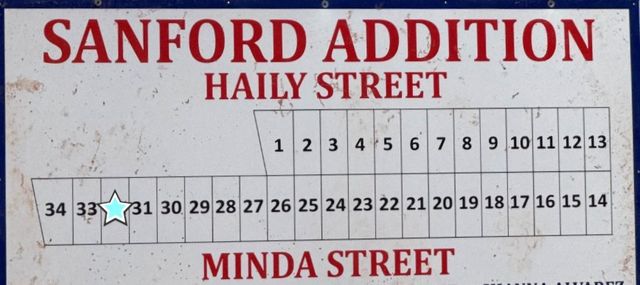 SANFORD ADDITION
HAILY STREET
1 2 3 4 5 6 7 8 9 10 11 12 13
34 33 31 30 29 28 27 26 25 24 23 22 21 20 19 18 17 16 15 14
MINDA STREET
ALVAREZ